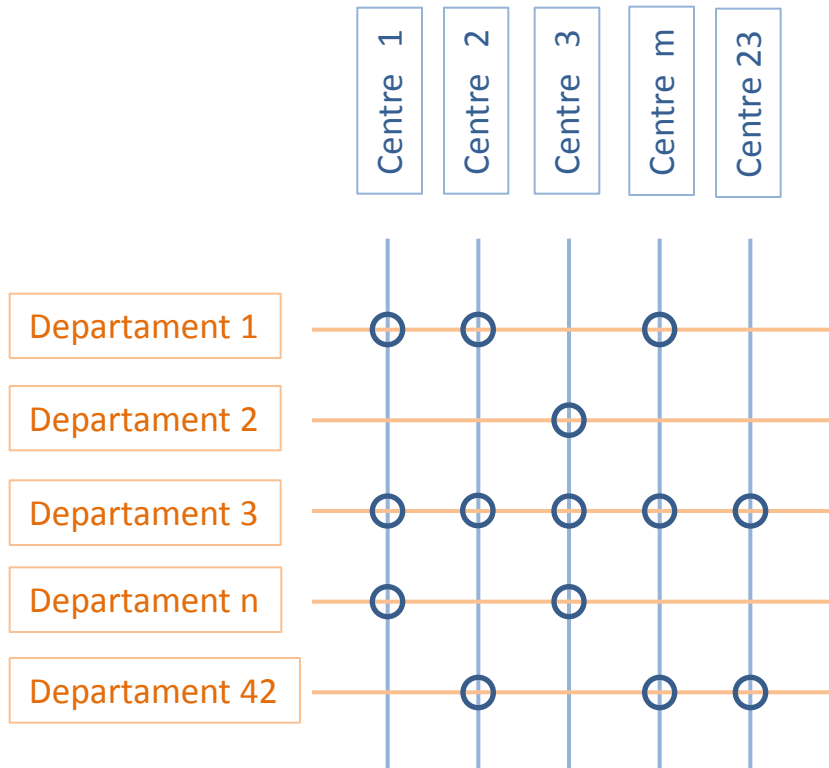 Centre 1
Centre 2
Centre 3
Centre m
Centre 23
Departament 1
Departament 2
Departament 3
Departament n
Departament 42